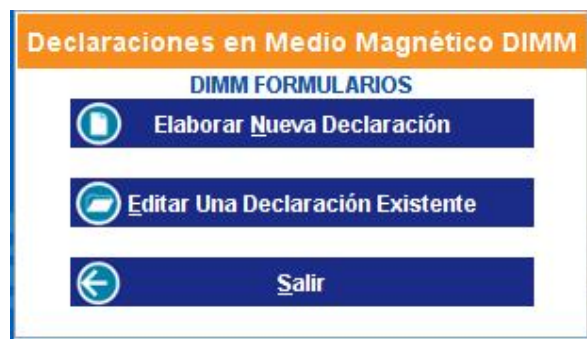 Declaraciones en Medio Magnético DIMM
DIMM FORMULARIOS
Elaborar Nueva Declaración
Editar Una Declaración Existente
Salir